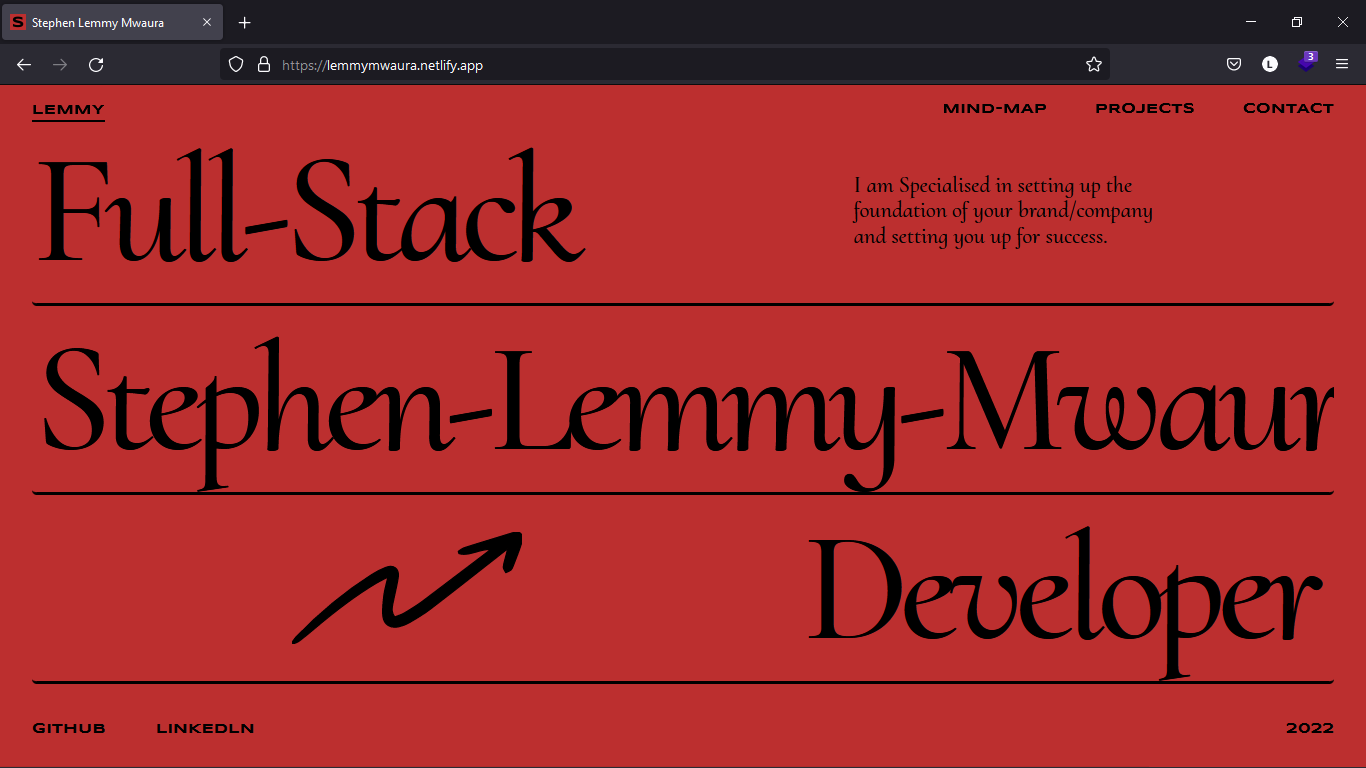 S Stephen Lemmy Mwaura
https://lemmymwaura.netlify.app
L
3
LEMMY MIND-MAP PROJECTS CONTACT
Full-Stack
I am Specialised in setting up the
foundation of your brand/company
and setting you up for success.
Stephen-Lemmy-Mwaur
Developer
GITHUB LINKEDLN 2022